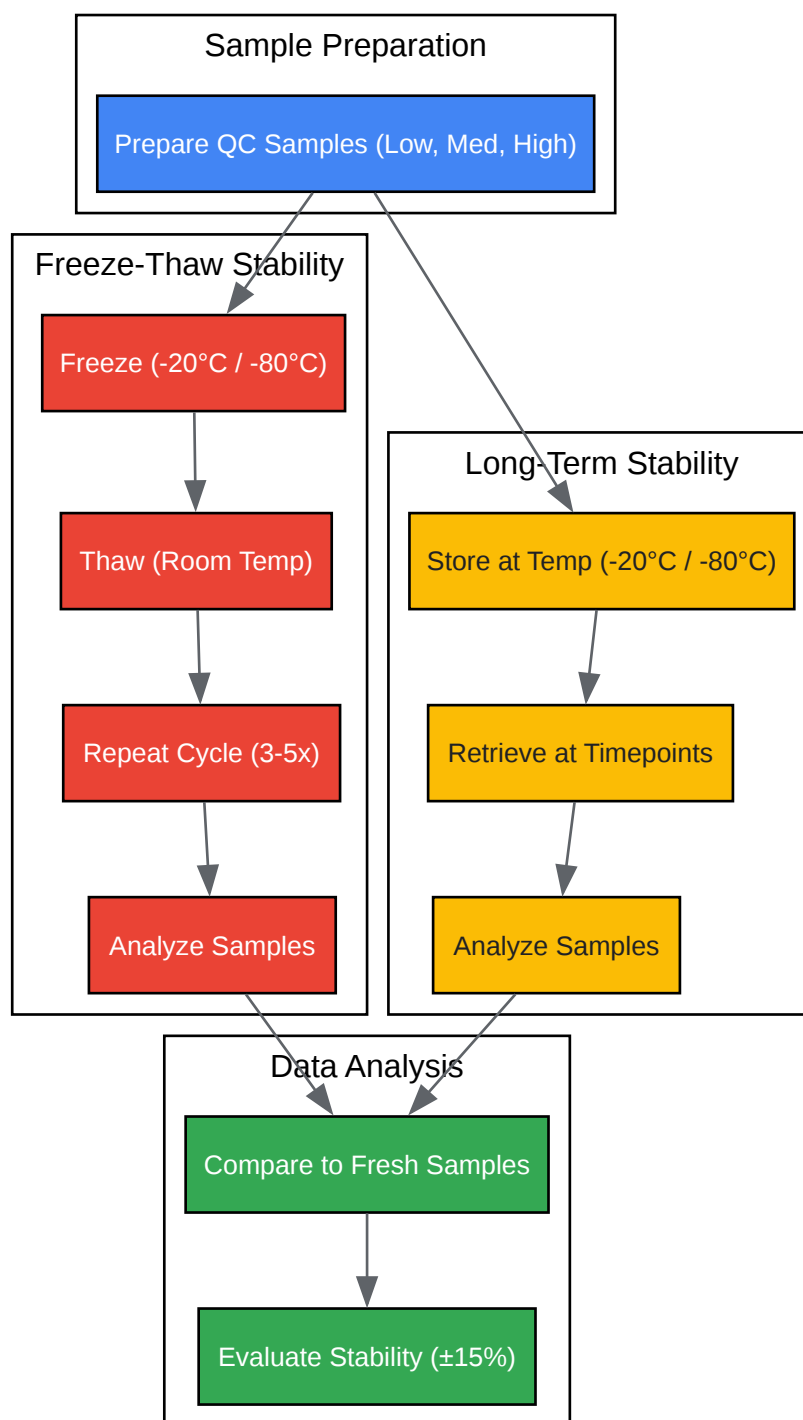 Sample Preparation
Prepare QC Samples (Low, Med, High)
Freeze-Thaw Stability
Freeze (-20°C / -80°C)
Thaw (Room Temp)
Repeat Cycle (3-5x)
Analyze Samples
Long-Term Stability
Store at Temp (-20°C / -80°C)
Retrieve at Timepoints
Analyze Samples
Data Analysis
Compare to Fresh Samples
Evaluate Stability (±15%)